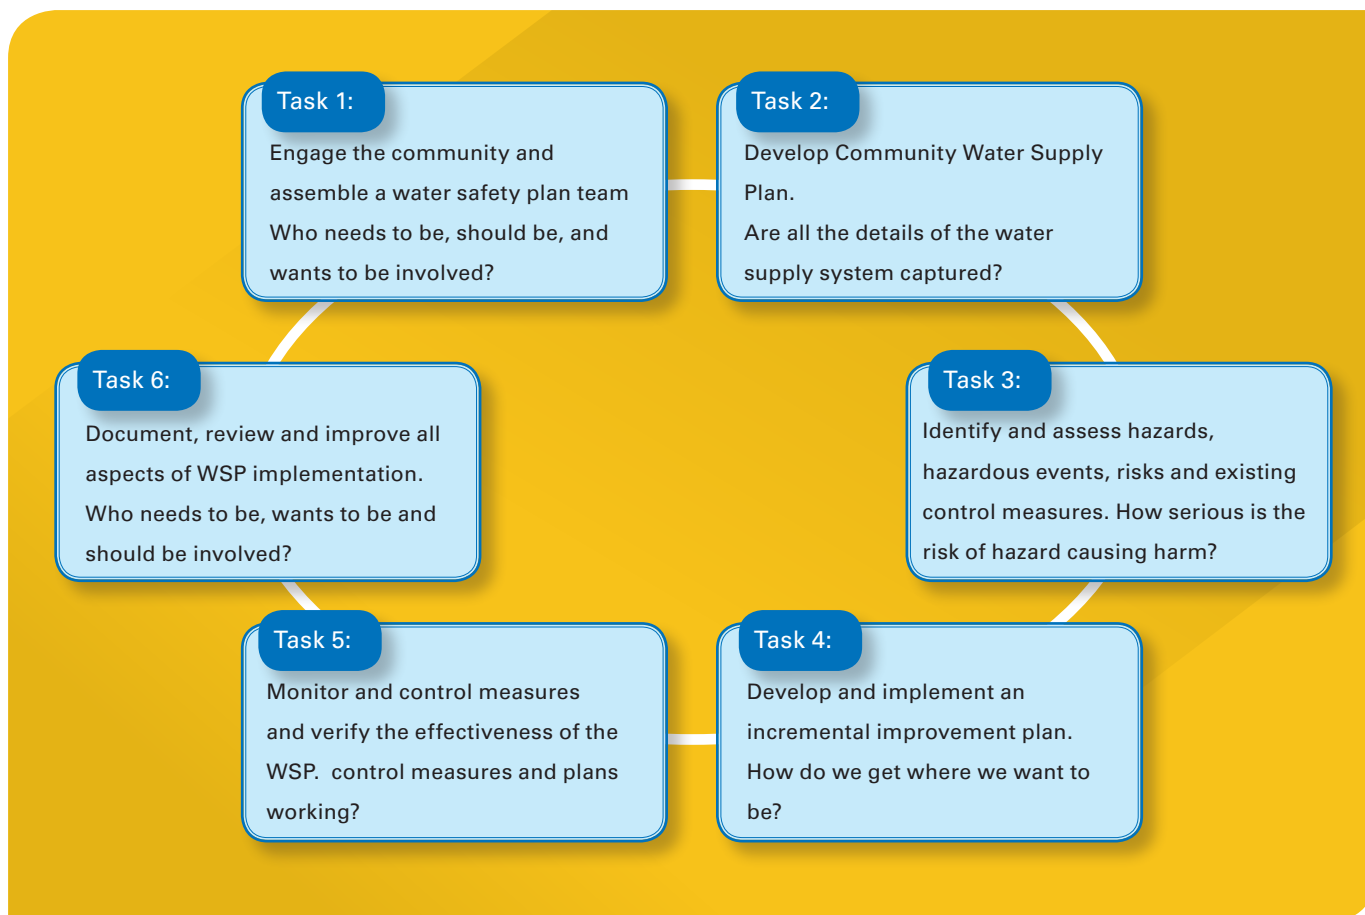 Task 1:
Engage the community and
assemble a water safety plan team
Who needs to be, should be, and
wants to be involved?
Task 2:
Develop Community Water Supply
Plan.
Are all the details of the water
supply system captured?
Task 3:
Identify and assess hazards,
hazardous events, risks and existing
control measures. How serious is the
risk of hazard causing harm?
Task 4:
Develop and implement an
incremental improvement plan.
How do we get where we want to
be?
Task 5:
Monitor and control measures
and verify the effectiveness of the
WSP.  control measures and plans
working?
Task 6:
Document, review and improve all
aspects of WSP implementation.
Who needs to be, wants to be and
should be involved?